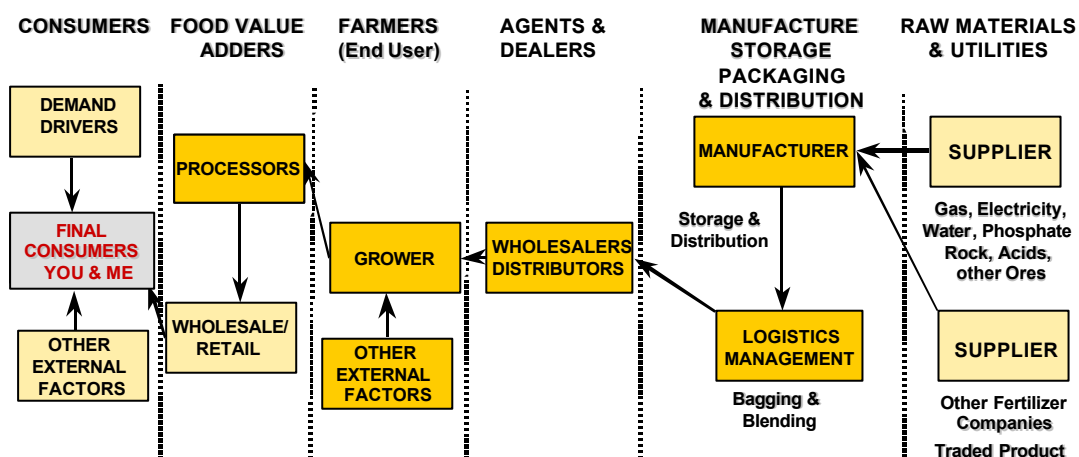 CONSUMERS
FOOD VALUE
ADDERS
FARMERS
(End User)
AGENTS &
DEALERS
MANUFACTURE
STORAGE
PACKAGING
& DISTRIBUTION
RAW MATERIALS
& UTILITIES
DEMAND
DRIVERS
FINAL
CONSUMERS
YOU & ME
OTHER
EXTERNAL
FACTORS
PROCESSORS
WHOLESALE/
RETAIL
GROWER
OTHER
EXTERNAL
FACTORS
WHOLESALERS
DISTRIBUTORS
MANUFACTURER
Storage &
Distribution
LOGISTICS
MANAGEMENT
Bagging &
Blending
SUPPLIER
Gas, Electricity,
Water, Phosphate
Rock, Acids,
other Ores
SUPPLIER
Other Fertilizer
Companies
Traded Product